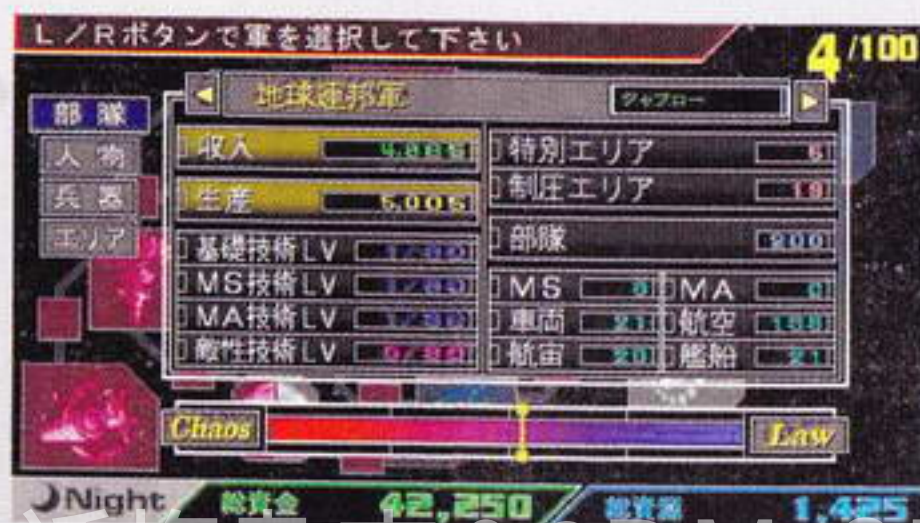 L/Rボタンで軍を選択して下さい
4/100
地球連邦軍 ジャブロー
部隊
人物
兵器
エリア
収入
生産 5,005
基礎技術LV
MS技術LV
MA技術LV
敵性技術LV
特別エリア
制圧エリア 19
部隊 200
MS MA
車両 21 航空
航宙 20 艦船 21
Chaos Law
Night 総資金 42,250 総資源 1,425